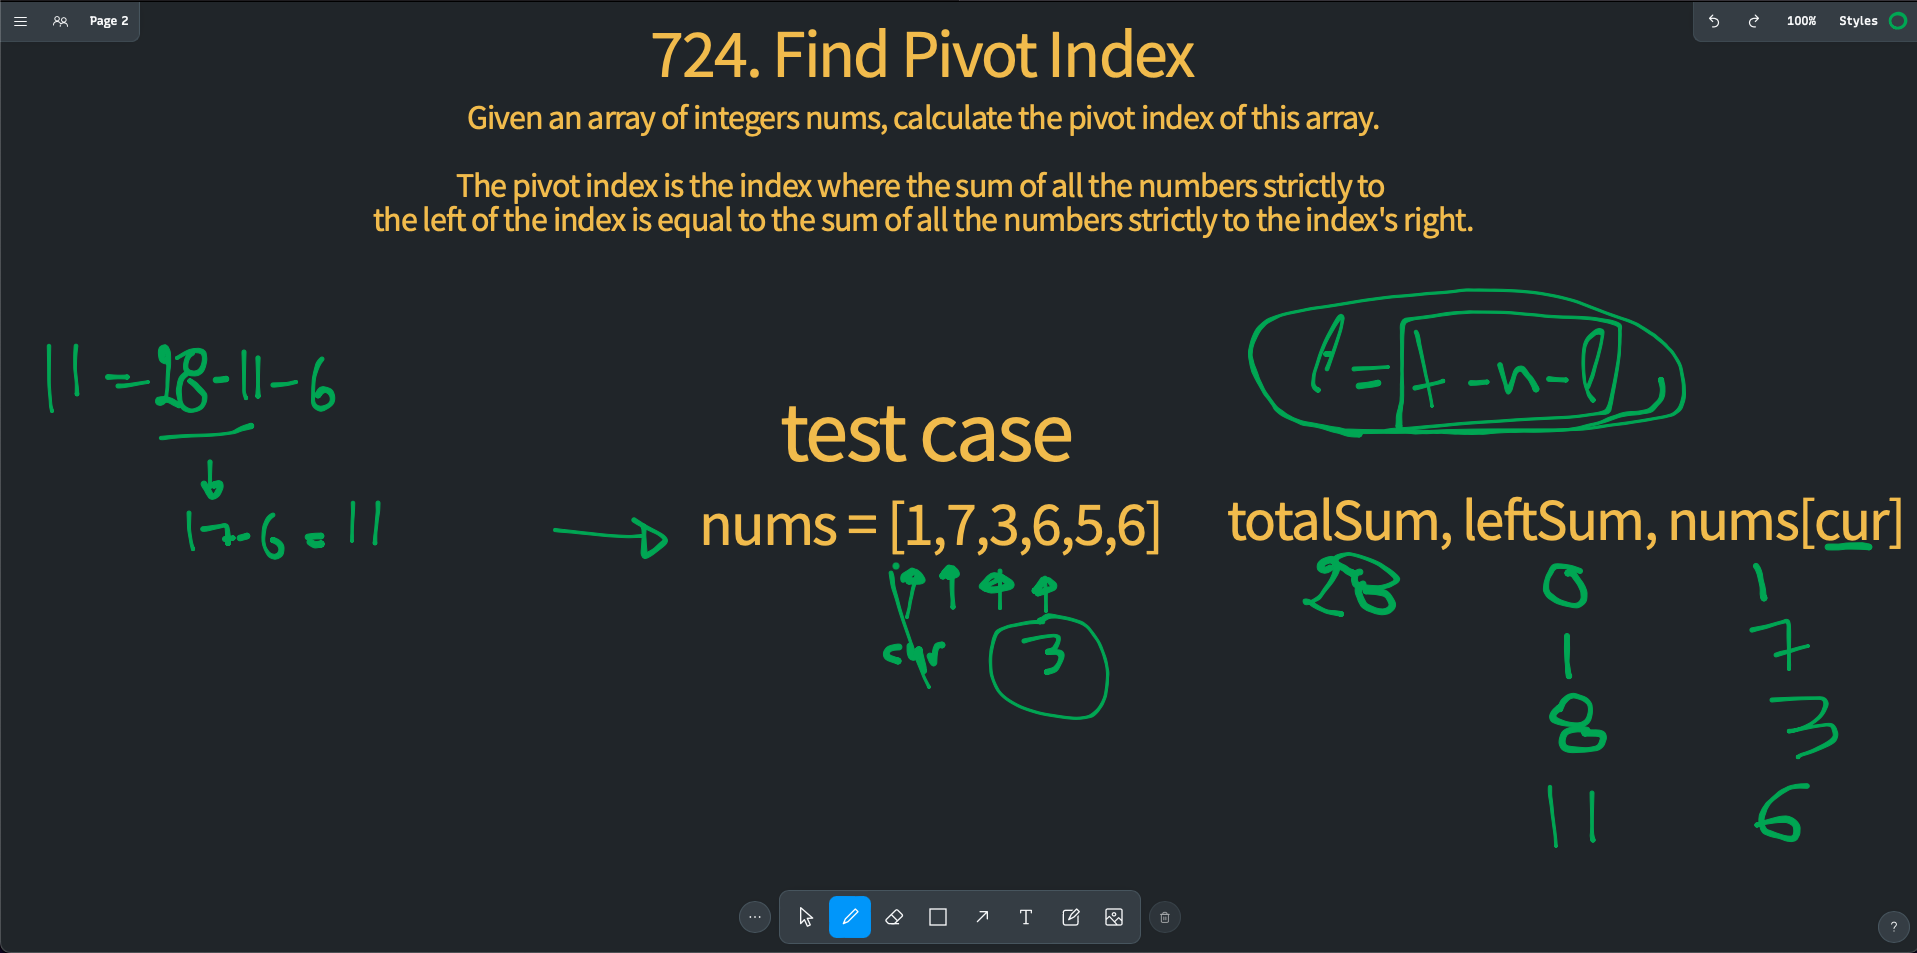 Page 2
100% Styles
724. Find Pivot Index
Given an array of integers nums, calculate the pivot index of this array.
The pivot index is the index where the sum of all the numbers strictly to
the left of the index is equal to the sum of all the numbers strictly to the index's right.
11 = 28 - 11 - 6
17 - 6 = 11
l = t - n - l
test case
nums = [1,7,3,6,5,6]
cur
3
totalSum, leftSum, nums[cur]
28 0 1
1 7
8 3
11 6
T
?